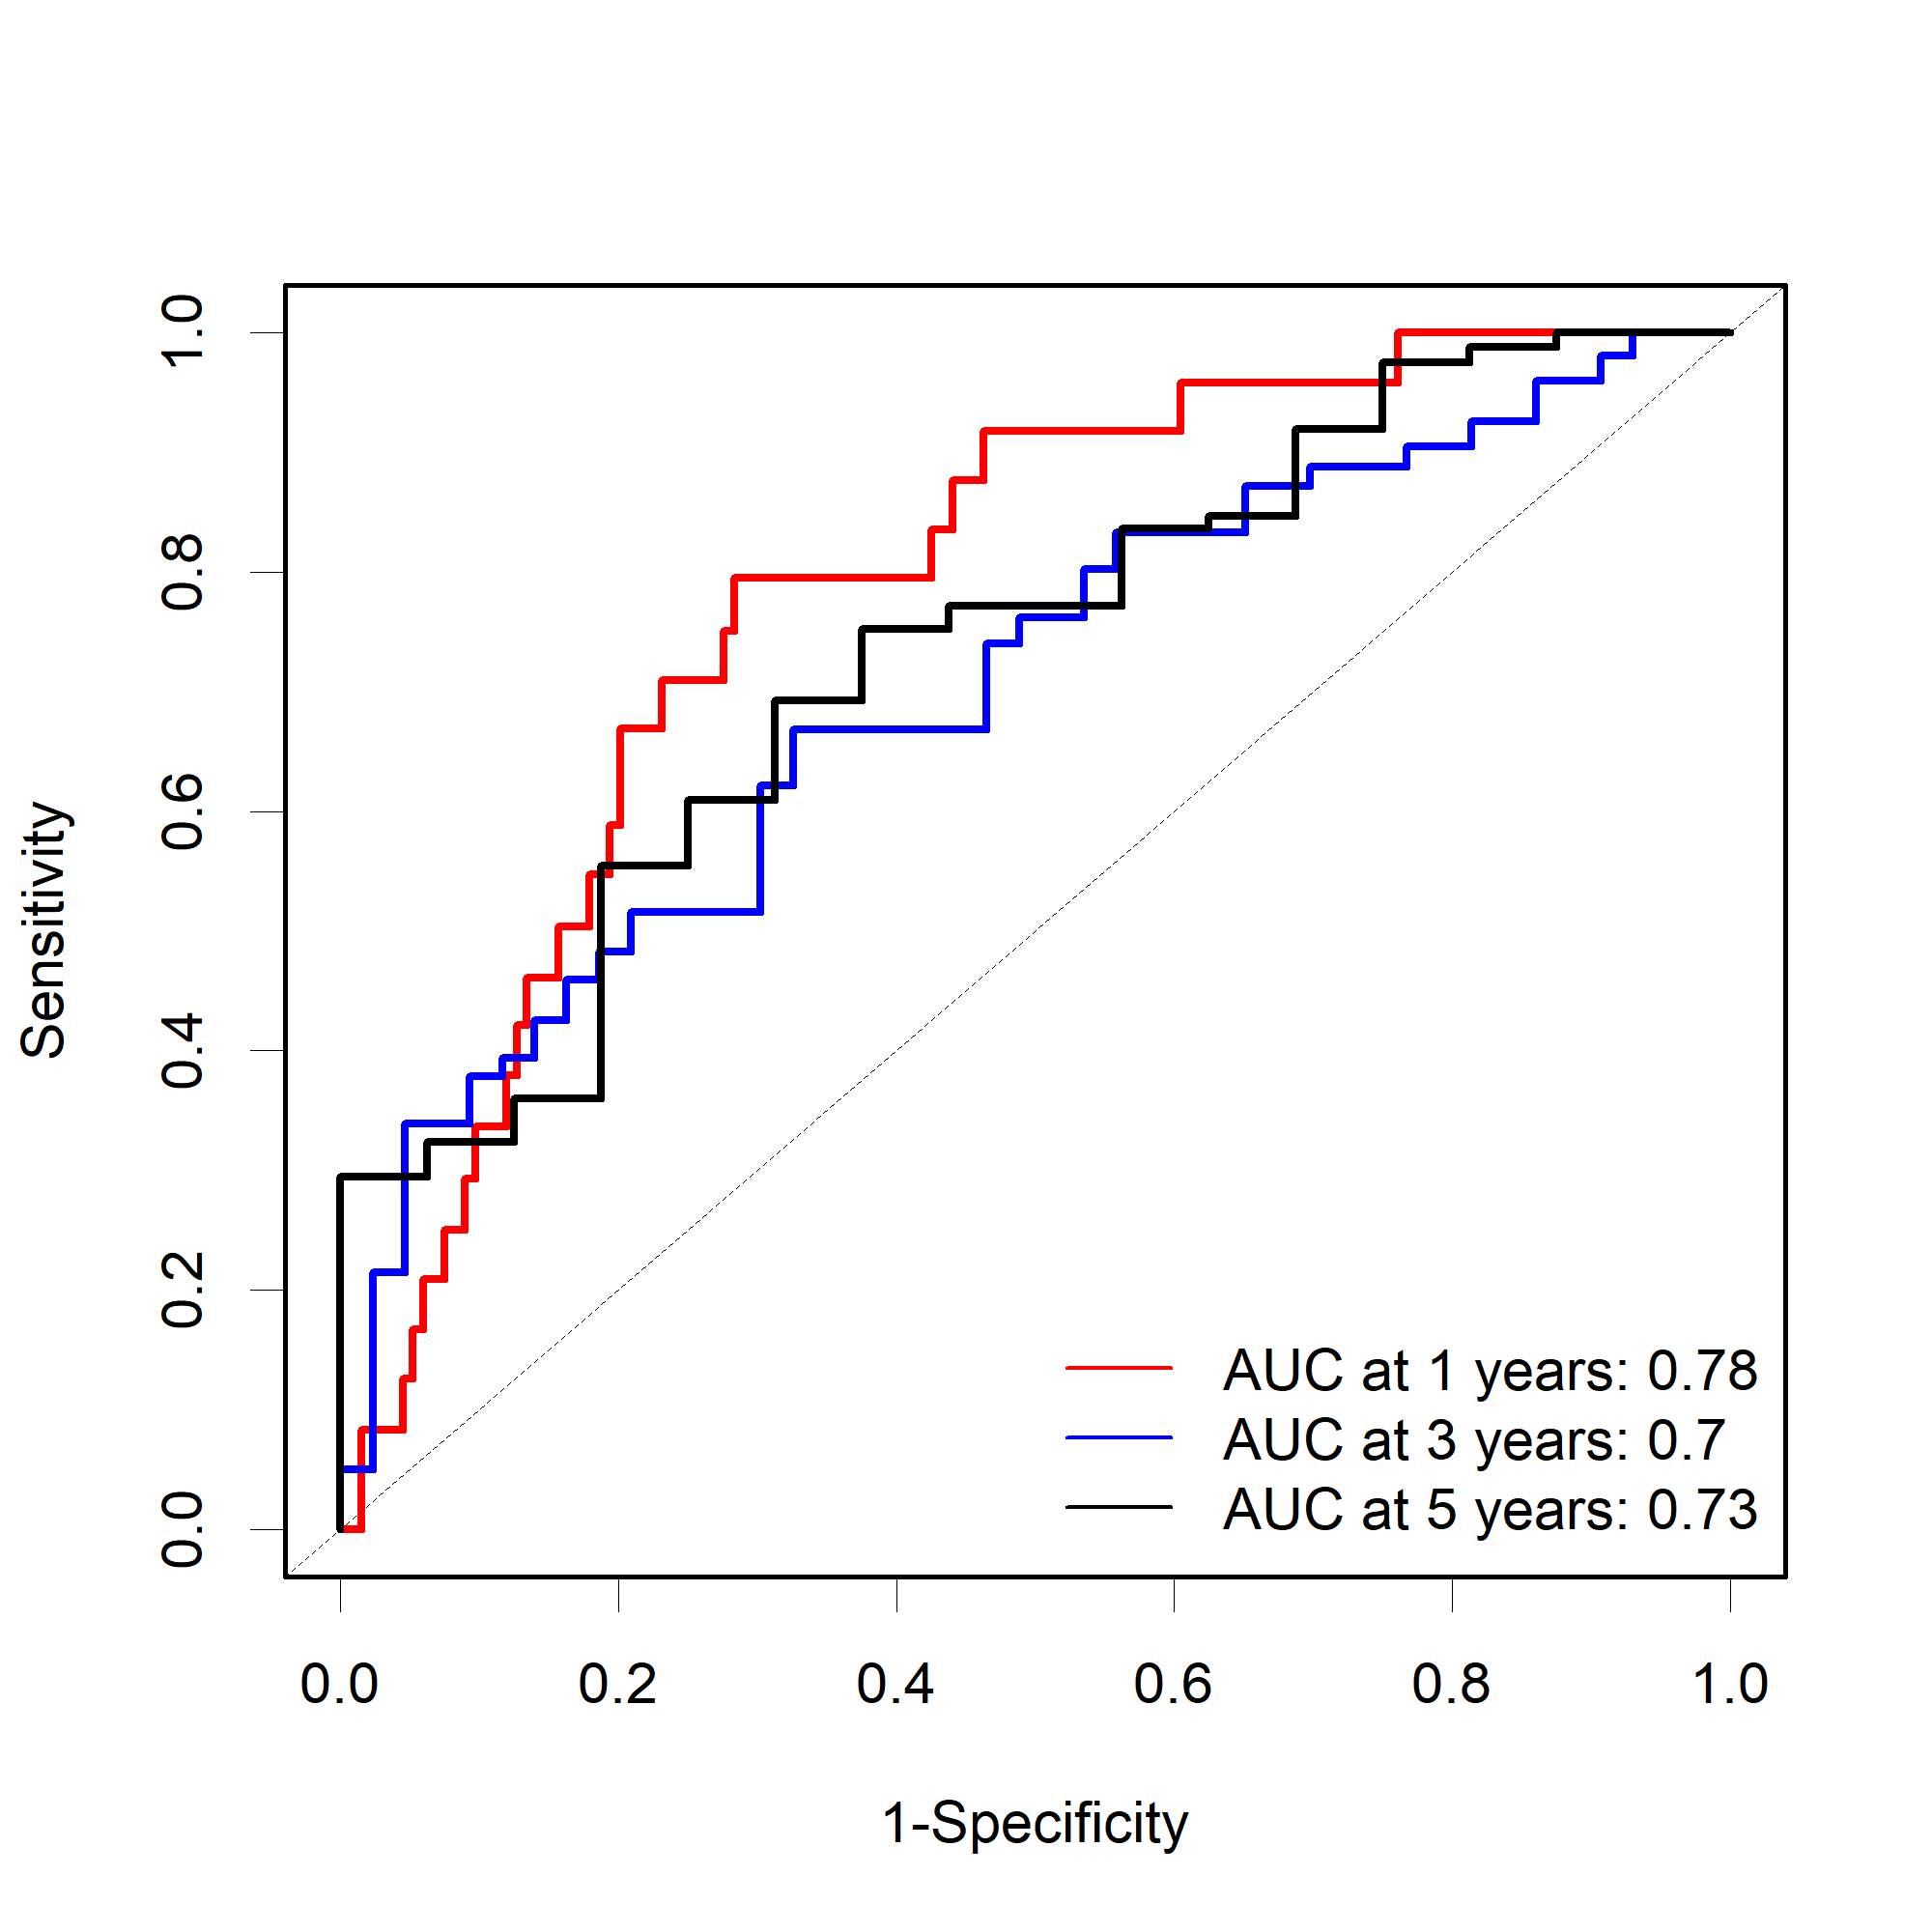 Sensitivity
1.0
0.8
0.6
0.4
0.2
0.0
AUC at 1 years: 0.78
AUC at 3 years: 0.7
AUC at 5 years: 0.73
0.0 0.2 0.4 0.6 0.8 1.0
1-Specificity